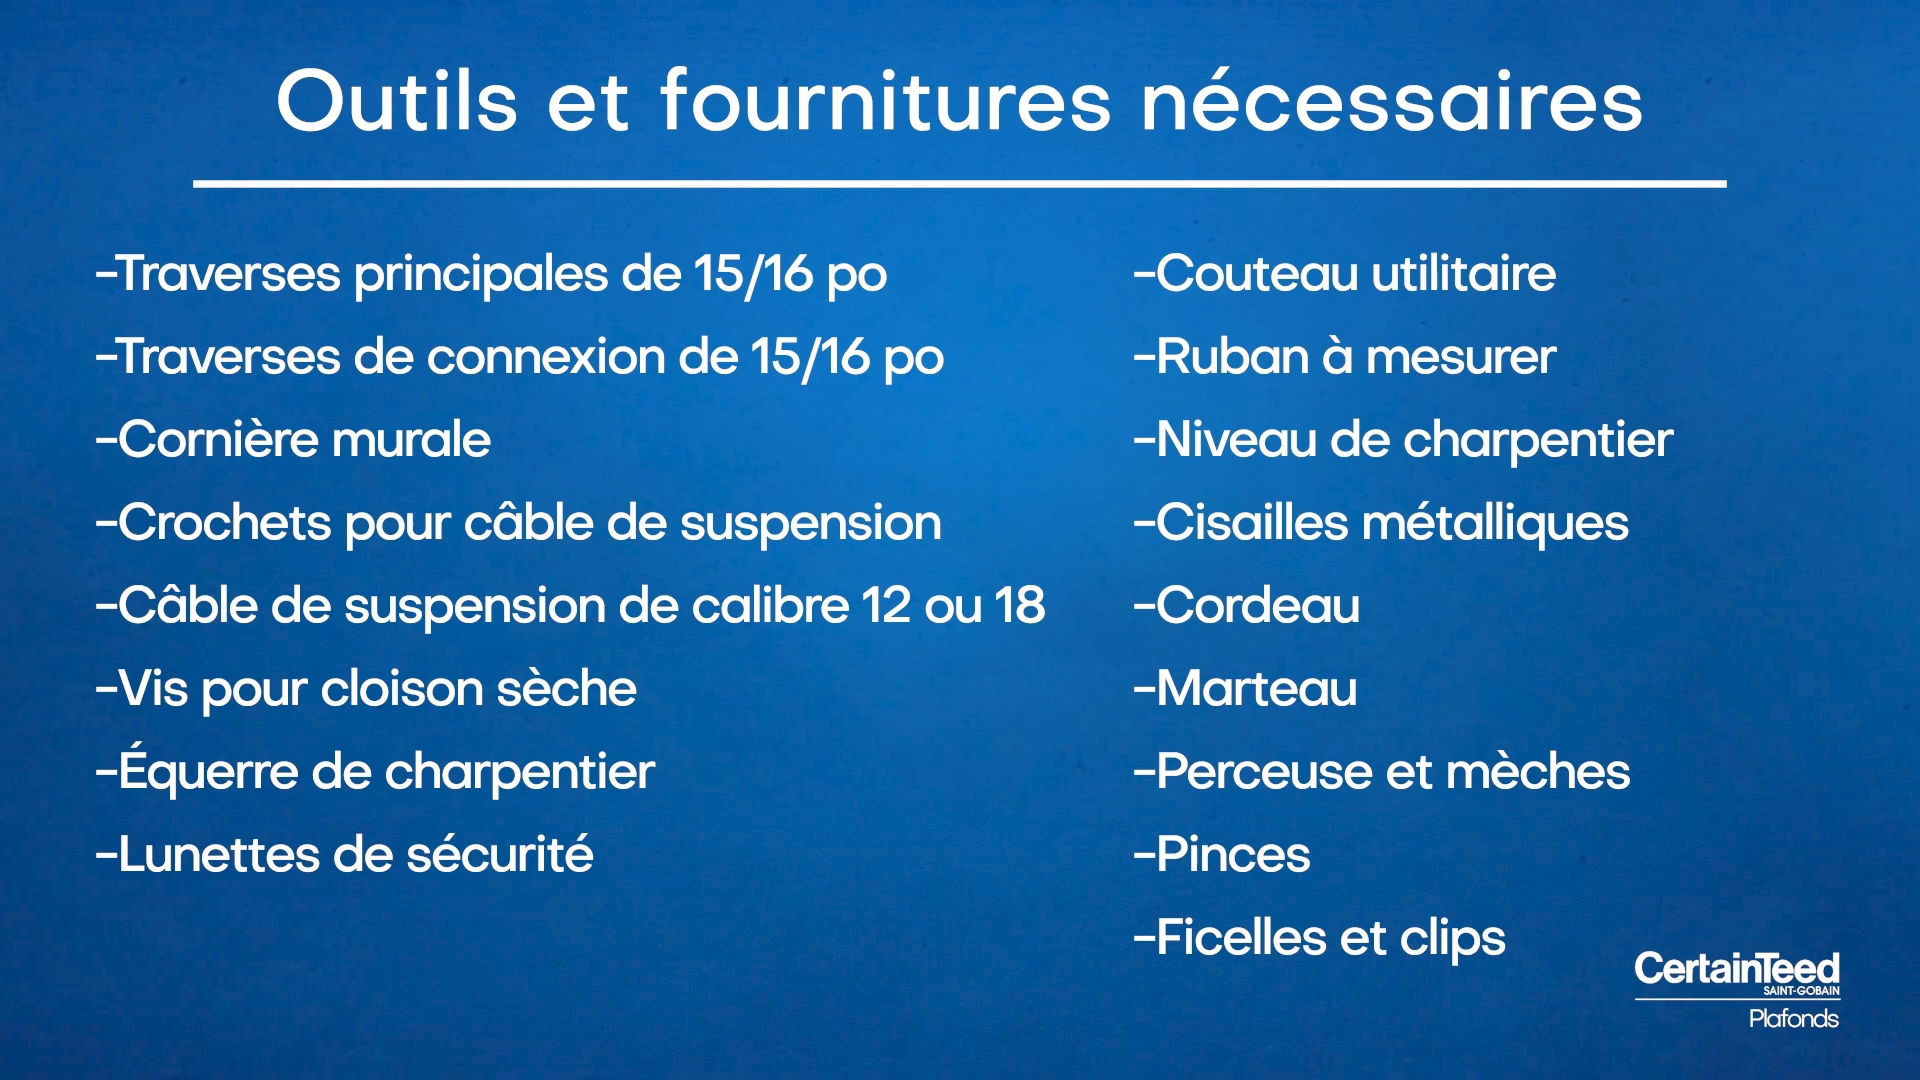 Outils et fournitures nécessaires
-Traverses principales de 15/16 po
-Traverses de connexion de 15/16 po
-Cornière murale
-Crochets pour câble de suspension
-Câble de suspension de calibre 12 ou 18
-Vis pour cloison sèche
-Équerre de charpentier
-Lunettes de sécurité
-Couteau utilitaire
-Ruban à mesurer
-Niveau de charpentier
-Cisailles métalliques
-Cordeau
-Marteau
-Perceuse et mèches
-Pinces
-Ficelles et clips
CertainTeed
SAINT-GOBAIN
Plafonds